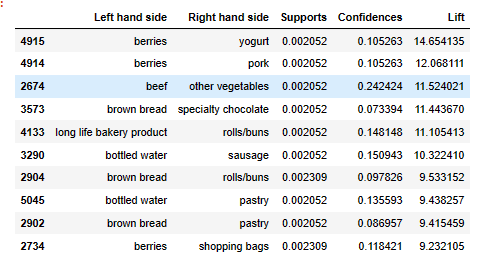 Left hand side Right hand side Supports Confidences Lift
4915 berries yogurt 0.002052 0.105263 14.654135
4914 berries pork 0.002052 0.105263 12.068111
2674 beef other vegetables 0.002052 0.242424 11.524021
3573 brown bread specialty chocolate 0.002052 0.073394 11.443670
4133 long life bakery product rolls/buns 0.002052 0.148148 11.105413
3290 bottled water sausage 0.002052 0.150943 10.322410
2904 brown bread rolls/buns 0.002309 0.097826 9.533152
5045 bottled water pastry 0.002052 0.135593 9.438257
2902 brown bread pastry 0.002052 0.086957 9.415459
2734 berries shopping bags 0.002309 0.118421 9.232105